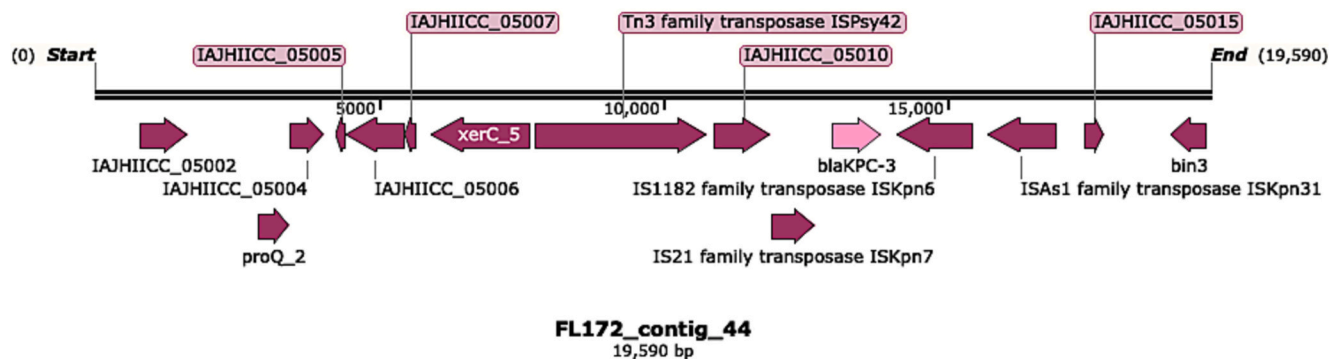 IAJHIICC_05007 Tn3 family transposase ISPsy42 IAJHIICC_05015
(0) Start IAJHIICC_05005 IAJHIICC_05010 End (19,590)
5000 10,000 15,000
xerC_5
IAJHIICC_05002 blaKPC-3 bin3
IAJHIICC_05004 IAJHIICC_05006 IS1182 family transposase ISKpn6 ISAs1 family transposase ISKpn31
proQ_2 IS21 family transposase ISKpn7
FL172_contig_44
19,590 bp